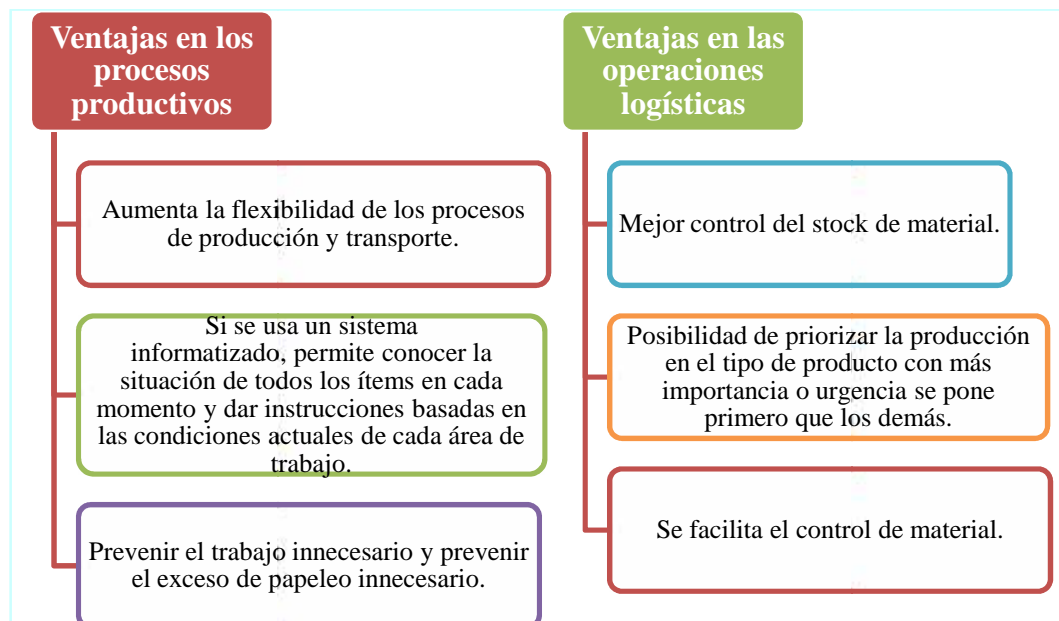 Ventajas en los
procesos
productivos
Aumenta la flexibilidad de los procesos
de producción y transporte.
Si se usa un sistema
informatizado, permite conocer la
situación de todos los ítems en cada
momento y dar instrucciones basadas en
las condiciones actuales de cada área de
trabajo.
Prevenir el trabajo innecesario y prevenir
el exceso de papeleo innecesario.
Ventajas en las
operaciones
logísticas
Mejor control del stock de material.
Posibilidad de priorizar la producción
en el tipo de producto con más
importancia o urgencia se pone
primero que los demás.
Se facilita el control de material.